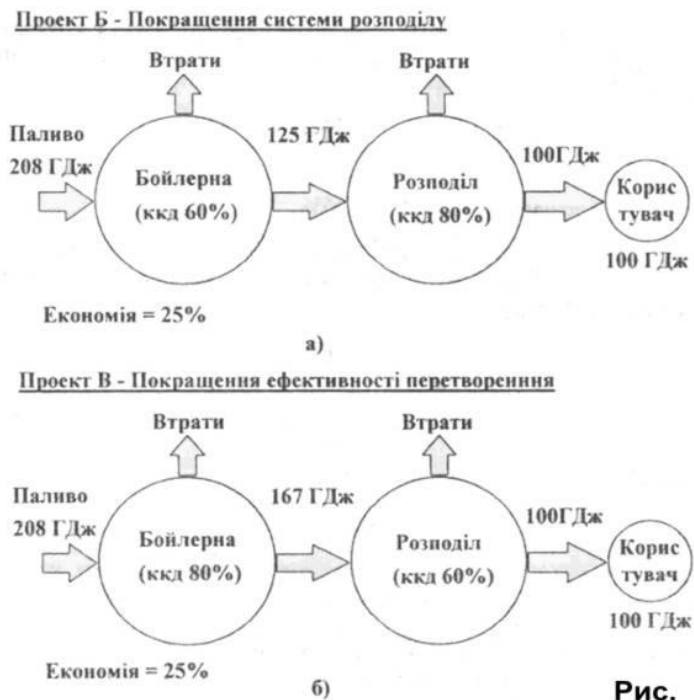 Проект Б - Покращення системи розподілу
Втрати
Втрати
Паливо
208 ГДж
125 ГДж
100ГДж
Бойлерна
(ккд 60%)
Розподіл
(ккд 80%)
Корис
тувач
100 ГДж
Економія = 25%
а)
Проект В - Покращення ефективності перетворенння
Втрати
Втрати
Паливо
208 ГДж
167 ГДж
100ГДж
Бойлерна
(ккд 80%)
Розподіл
(ккд 60%)
Корис
тувач
100 ГДж
Економія = 25%
б)
Рис.